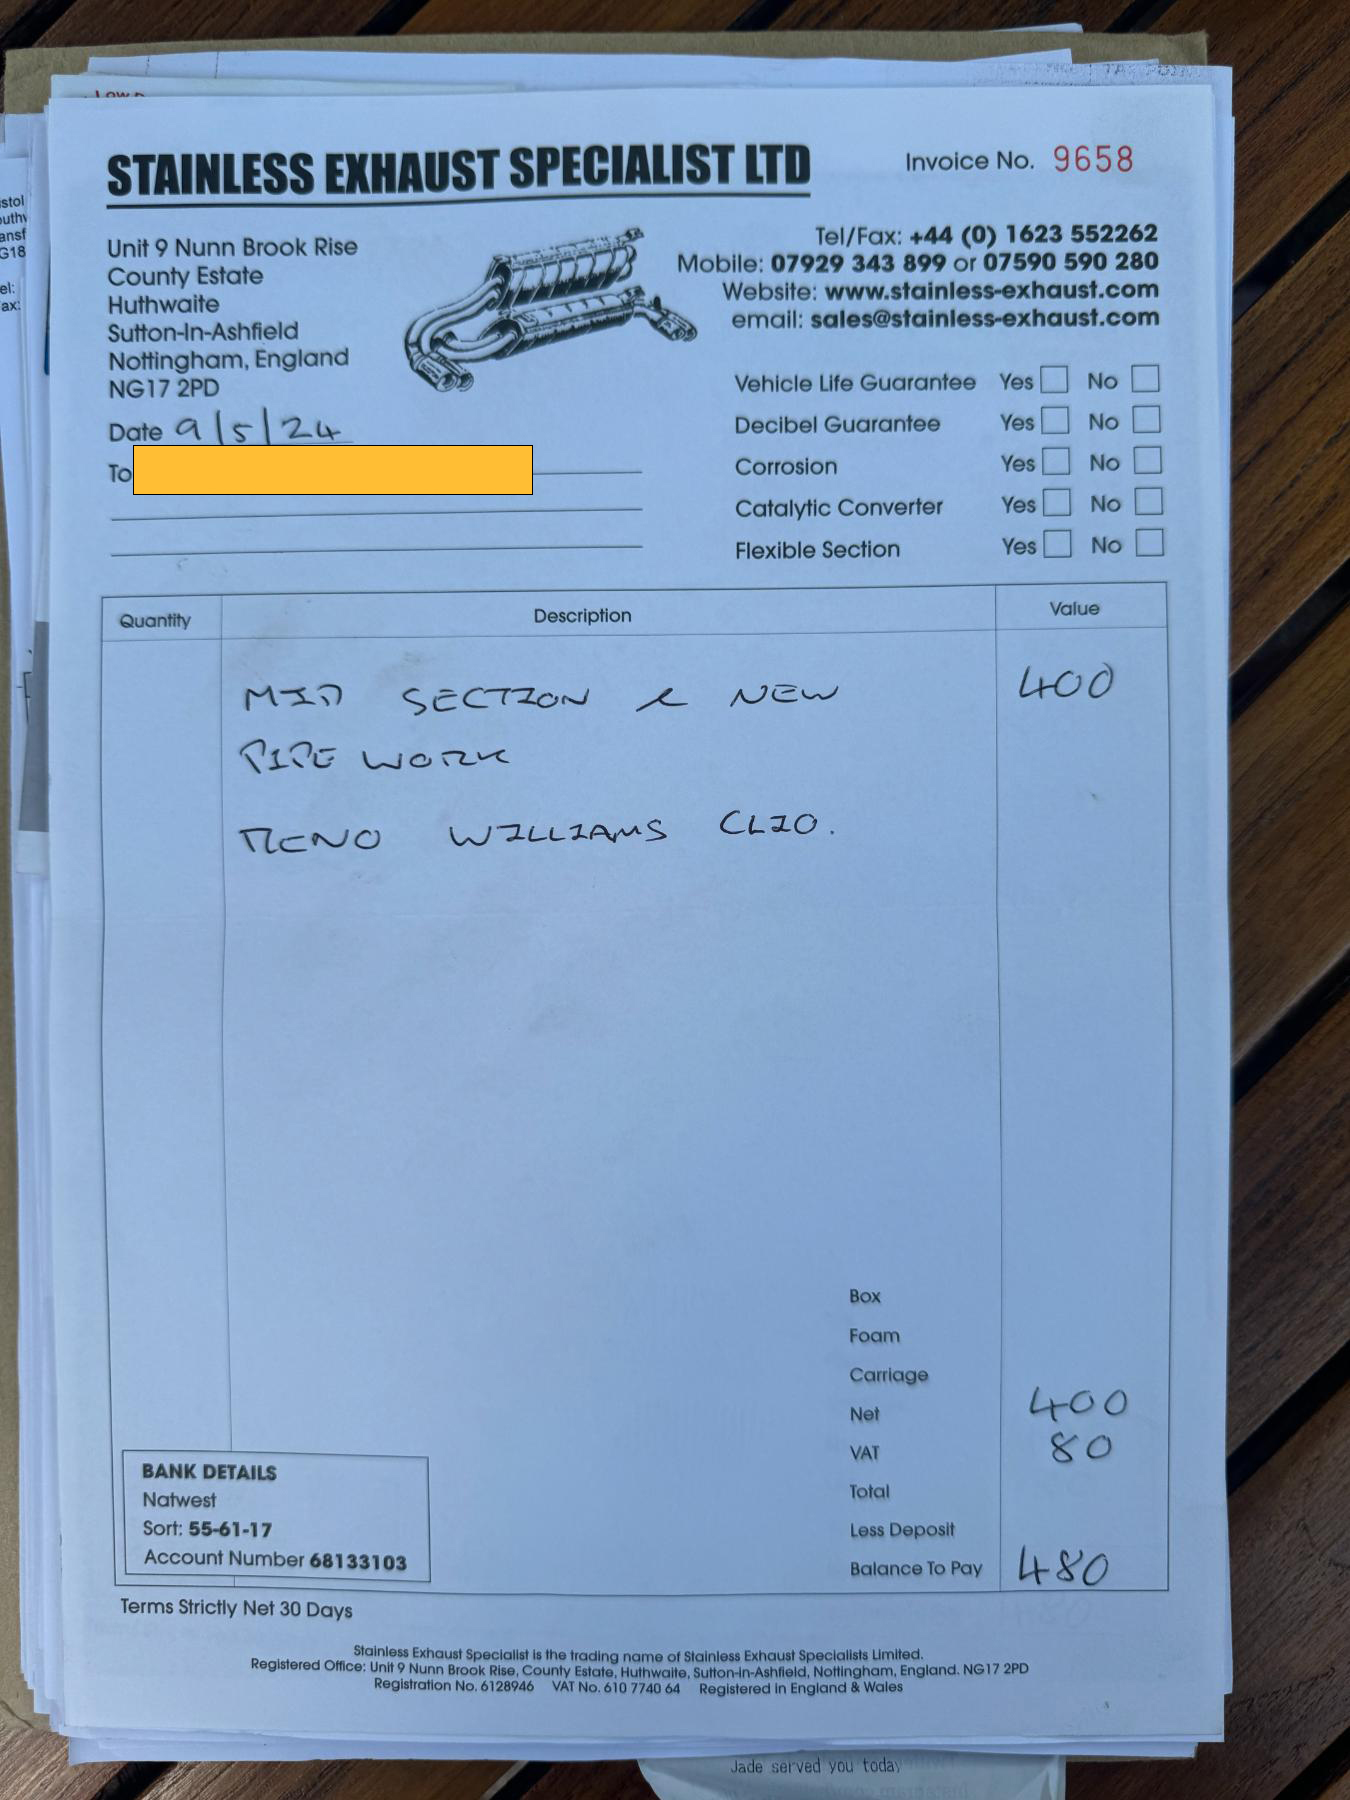 STAINLESS EXHAUST SPECIALIST LTD
Invoice No. 9658
Unit 9 Nunn Brook Rise
County Estate
Huthwaite
Sutton-In-Ashfield
Nottingham, England
NG17 2PD
Tel/Fax: +44 (0) 1623 552262
Mobile: 07929 343 899 or 07590 590 280
Website: www.stainless-exhaust.com
email: sales@stainless-exhaust.com
Vehicle Life Guarantee Yes No
Decibel Guarantee Yes No
Corrosion Yes No
Catalytic Converter Yes No
Flexible Section Yes No
Date 9/5/24
To
Quantity Description Value
MID SECTION & NEW 400
PIPE WORK
RENO WILLIAMS CLIO.
Box
Foam
Carriage
Net 400
VAT 80
Total
Less Deposit
Balance To Pay 480
BANK DETAILS
Natwest
Sort: 55-61-17
Account Number 68133103
Terms Strictly Net 30 Days
Stainless Exhaust Specialist is the trading name of Stainless Exhaust Specialists Limited.
Registered Office: Unit 9 Nunn Brook Rise, County Estate, Huthwaite, Sutton-in-Ashfield, Nottingham, England. NG17 2PD
Registration No. 6128946 VAT No. 610 7740 64 Registered in England & Wales
Jade served you today